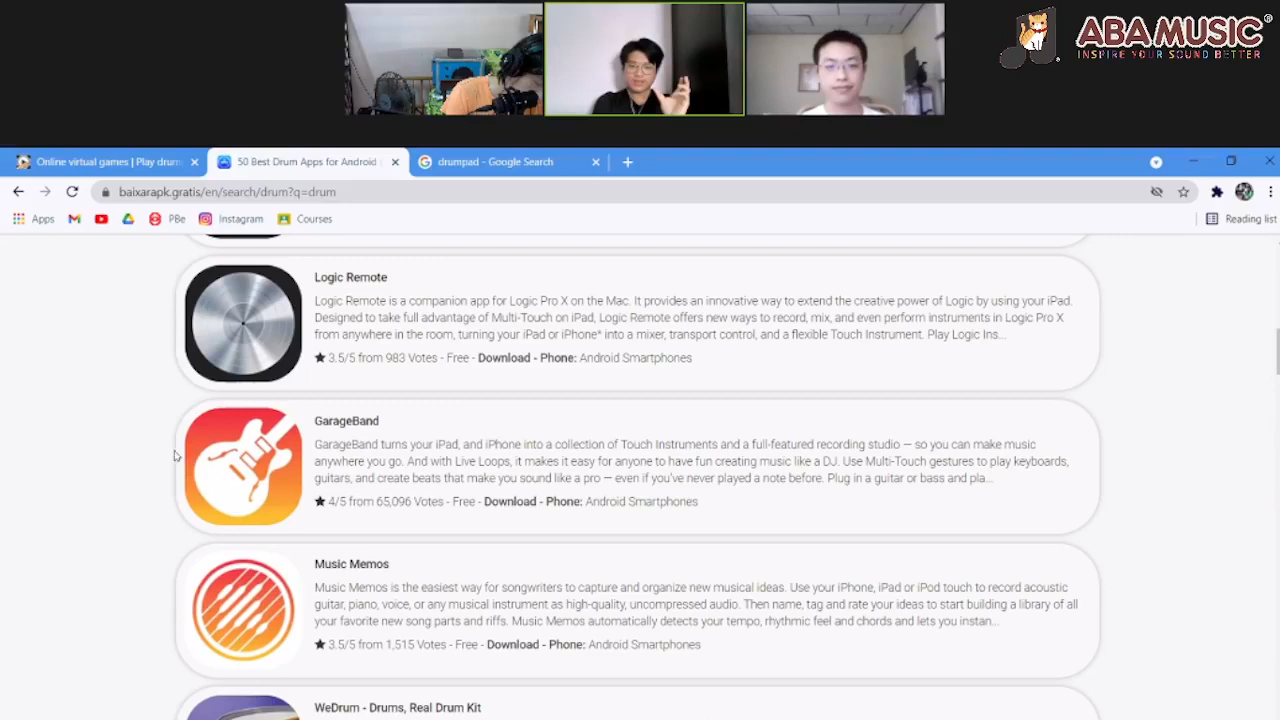 ABA MUSIC®
INSPIRE YOUR SOUND BETTER
Online virtual games | Play drum
50 Best Drum Apps for Android
drumpad - Google Search
baixarapk.gratis/en/search/drum?q=drum
Apps
PBe
Instagram
Courses
Reading list
Logic Remote
Logic Remote is a companion app for Logic Pro X on the Mac. It provides an innovative way to extend the creative power of Logic by using your iPad.
Designed to take full advantage of Multi-Touch on iPad, Logic Remote offers new ways to record, mix, and even perform instruments in Logic Pro X
from anywhere in the room, turning your iPad or iPhone* into a mixer, transport control, and a flexible Touch Instrument. Play Logic Ins...
★ 3.5/5 from 983 Votes - Free - Download - Phone: Android Smartphones
GarageBand
GarageBand turns your iPad, and iPhone into a collection of Touch Instruments and a full-featured recording studio — so you can make music
anywhere you go. And with Live Loops, it makes it easy for anyone to have fun creating music like a DJ. Use Multi-Touch gestures to play keyboards,
guitars, and create beats that make you sound like a pro — even if you've never played a note before. Plug in a guitar or bass and pla...
★ 4/5 from 65,096 Votes - Free - Download - Phone: Android Smartphones
Music Memos
Music Memos is the easiest way for songwriters to capture and organize new musical ideas. Use your iPhone, iPad or iPod touch to record acoustic
guitar, piano, voice, or any musical instrument as high-quality, uncompressed audio. Then name, tag and rate your ideas to start building a library of all
your favorite new song parts and riffs. Music Memos automatically detects your tempo, rhythmic feel and chords and lets you instan...
★ 3.5/5 from 1,515 Votes - Free - Download - Phone: Android Smartphones
WeDrum - Drums, Real Drum Kit